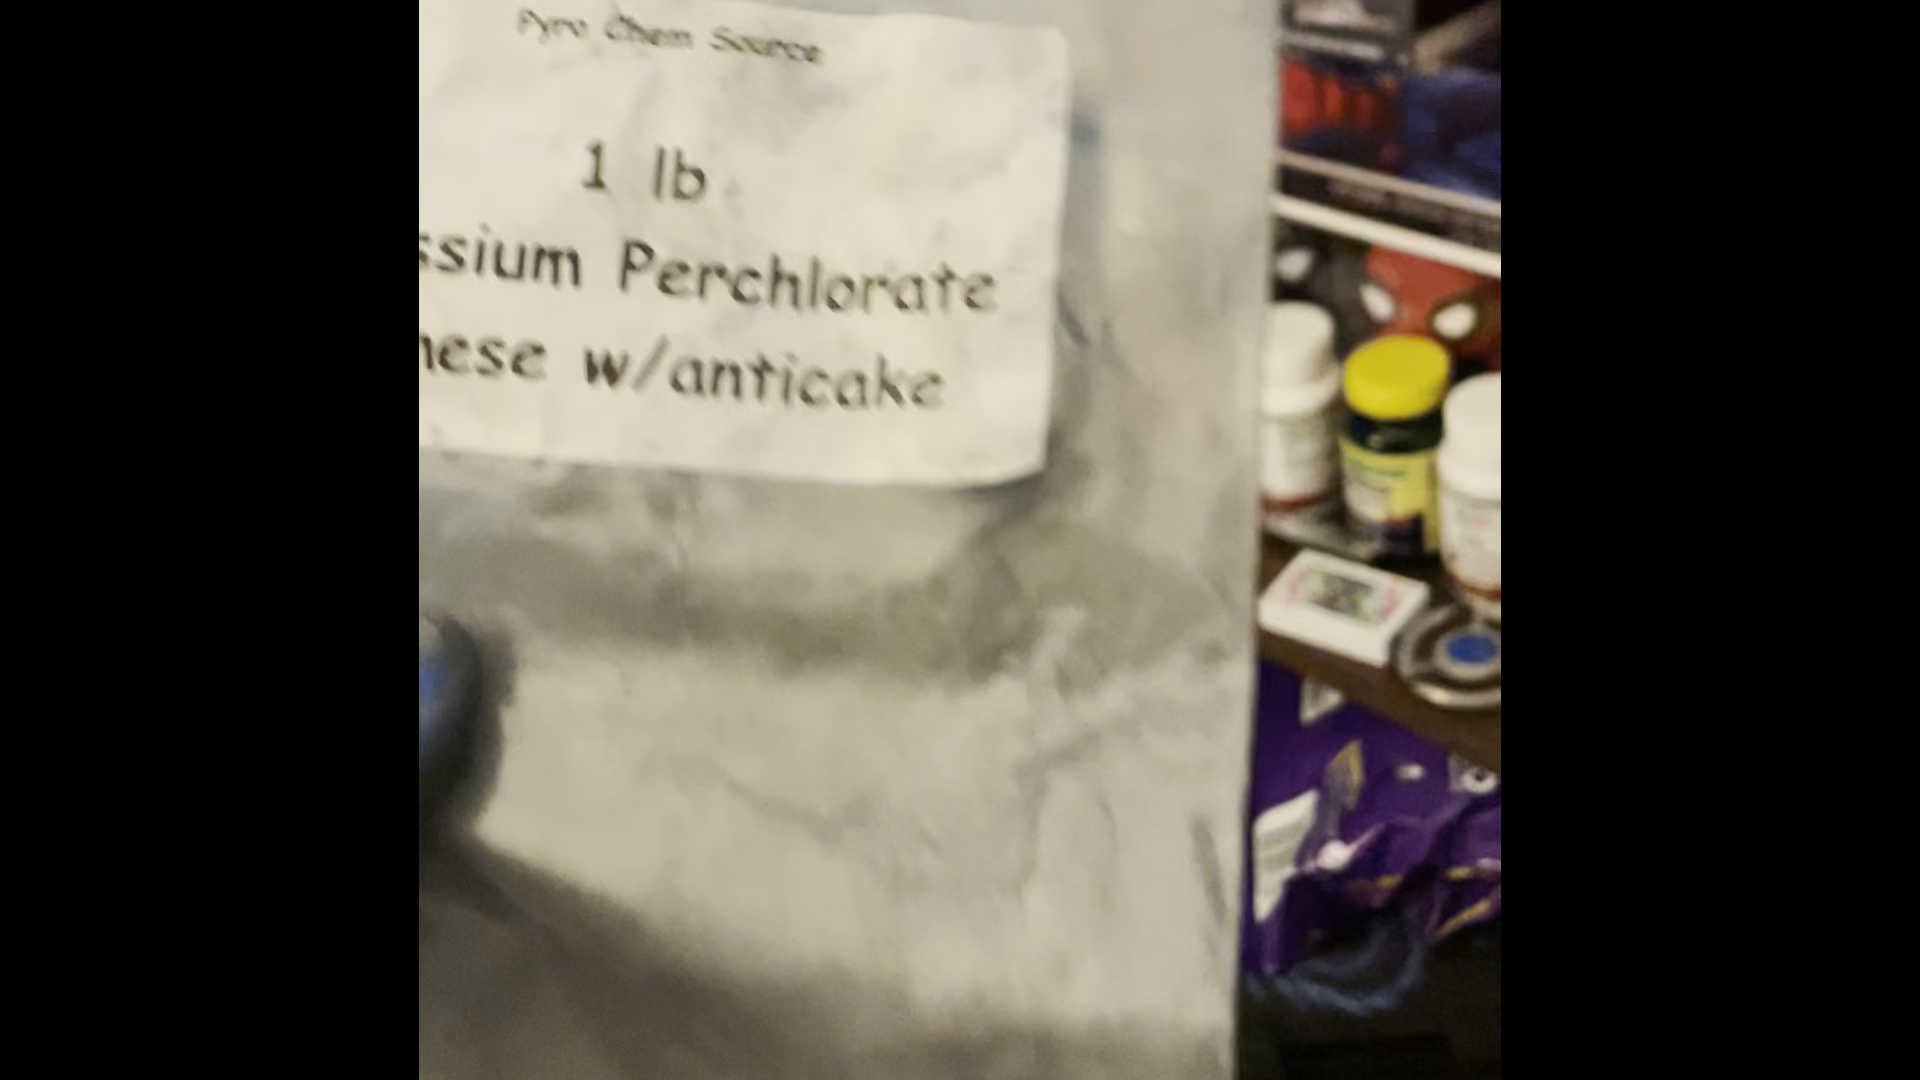 Pyro Chem Source
1 lb
ssium Perchlorate
nese w/anticake